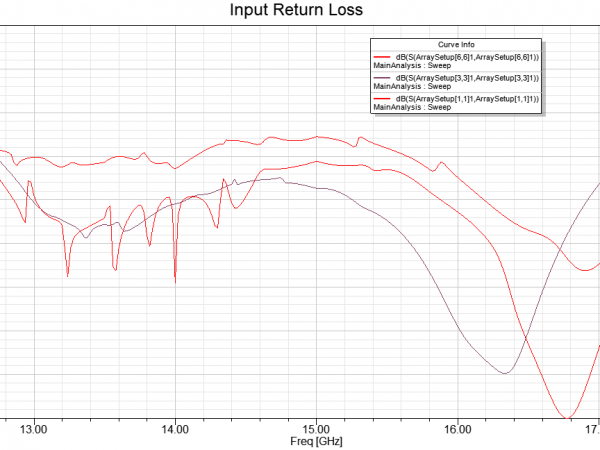 Input Return Loss
Curve Info
dB(S(ArraySetup[6,6]1,ArraySetup[6,6]1))
MainAnalysis : Sweep
dB(S(ArraySetup[3,3]1,ArraySetup[3,3]1))
MainAnalysis : Sweep
dB(S(ArraySetup[1,1]1,ArraySetup[1,1]1))
MainAnalysis : Sweep
13.00 14.00 15.00 16.00 17.
Freq [GHz]